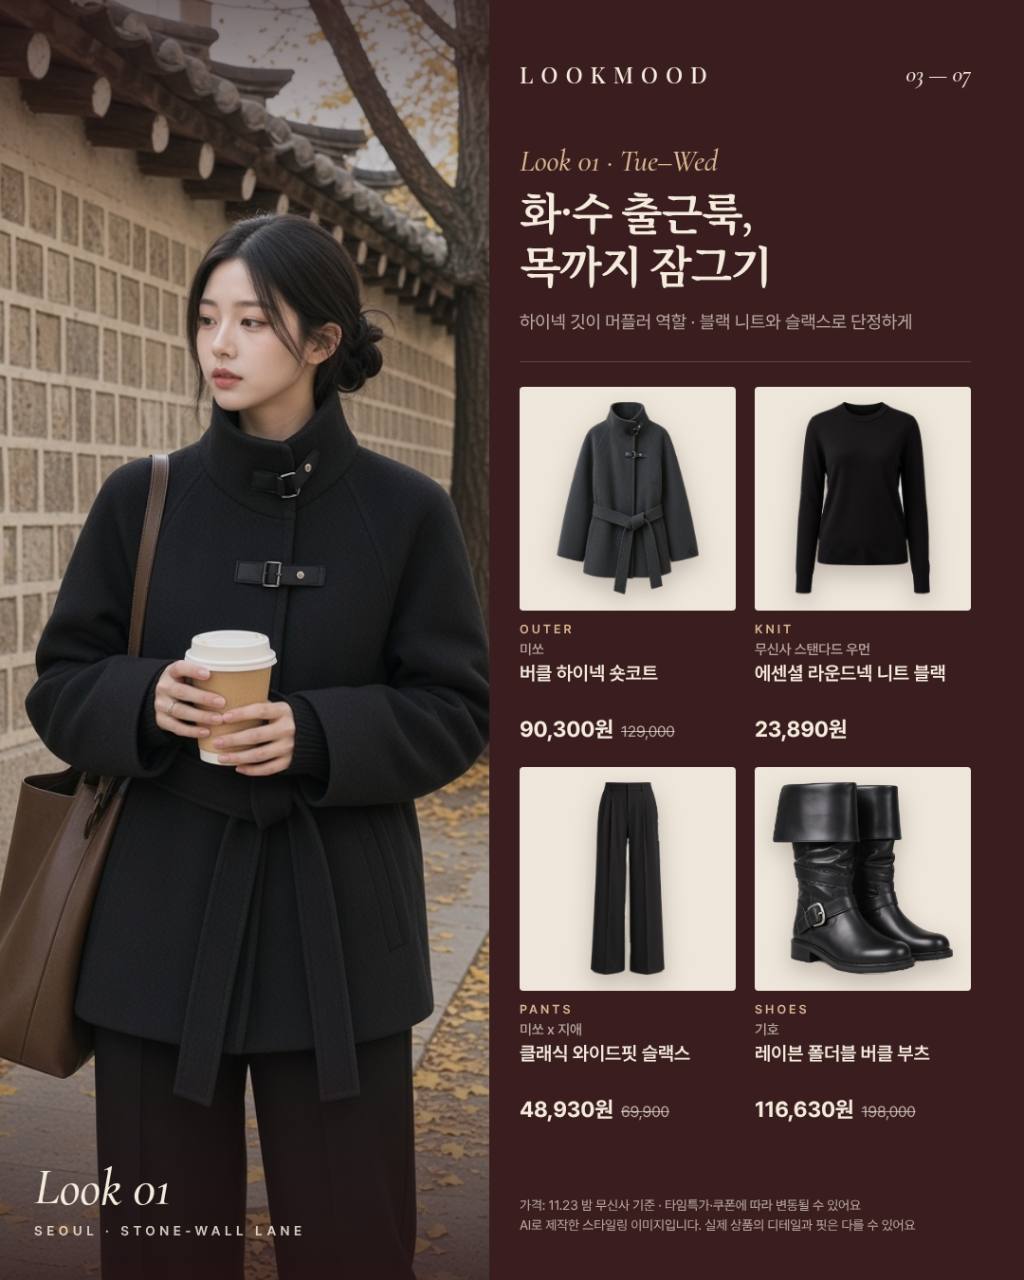 LOOKMOOD
03 — 07
Look 01 · Tue–Wed
화·수 출근룩,
목까지 잠그기
하이넥 깃이 머플러 역할 · 블랙 니트와 슬랙스로 단정하게
OUTER
미쏘
버클 하이넥 숏코트
90,300원 129,000
KNIT
무신사 스탠다드 우먼
에센셜 라운드넥 니트 블랙
23,890원
PANTS
미쏘 x 지애
클래식 와이드핏 슬랙스
48,930원 69,900
SHOES
기호
레이븐 폴더블 버클 부츠
116,630원 198,000
가격: 11.23 밤 무신사 기준 · 타임특가·쿠폰에 따라 변동될 수 있어요
AI로 제작한 스타일링 이미지입니다. 실제 상품의 디테일과 핏은 다를 수 있어요
Look 01
SEOUL · STONE-WALL LANE